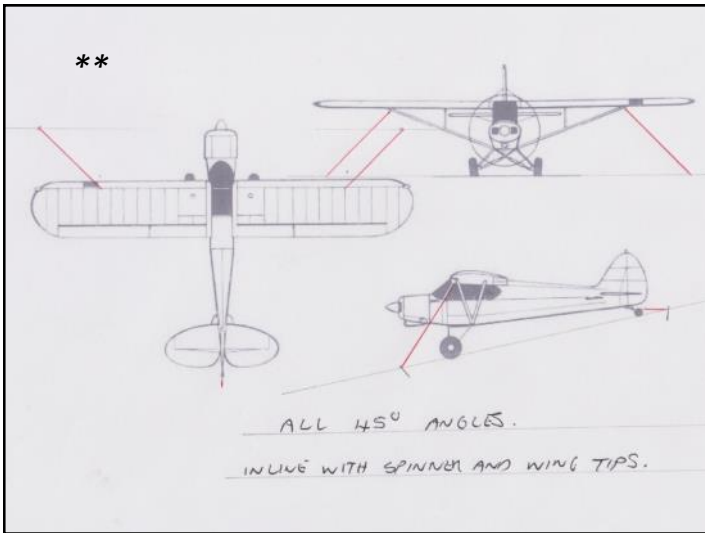 **
ALL 45° ANGLES.
INLINE WITH SPINNER AND WING TIPS.